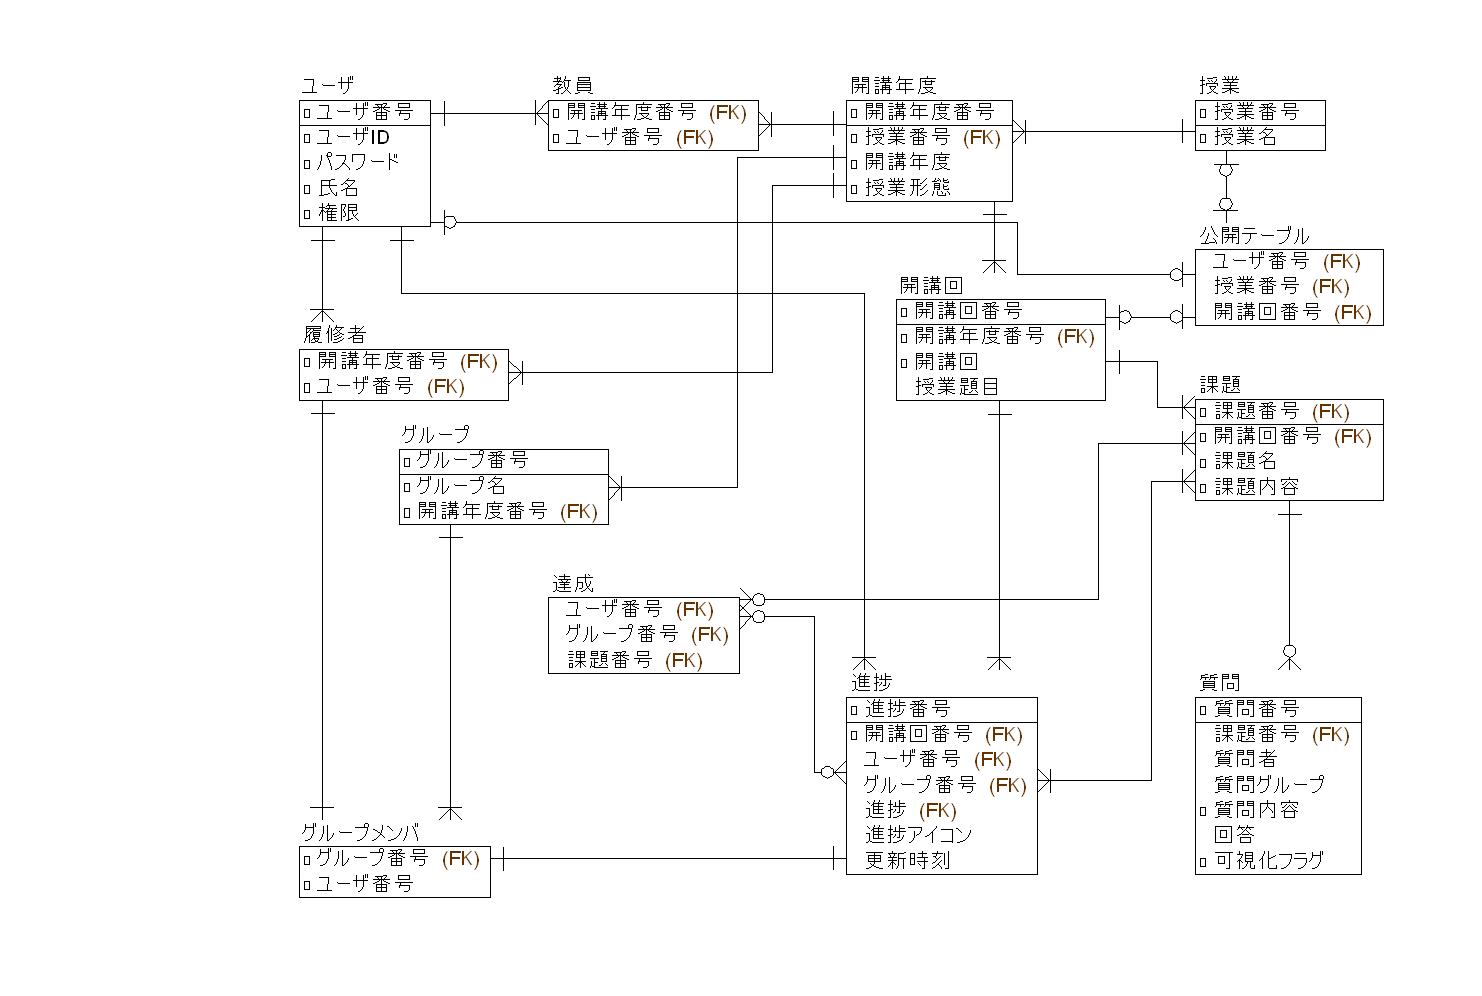 ユーザ
ユーザ番号
ユーザID
パスワード
氏名
権限
教員
開講年度番号 (FK)
ユーザ番号 (FK)
開講年度
開講年度番号
授業番号 (FK)
開講年度
授業形態
授業
授業番号
授業名
公開テーブル
ユーザ番号 (FK)
授業番号 (FK)
開講回番号 (FK)
開講回
開講回番号
開講年度番号 (FK)
開講回
授業題目
履修者
開講年度番号 (FK)
ユーザ番号 (FK)
課題
課題番号 (FK)
開講回番号 (FK)
課題名
課題内容
グループ
グループ番号
グループ名
開講年度番号 (FK)
達成
ユーザ番号 (FK)
グループ番号 (FK)
課題番号 (FK)
進捗
進捗番号
開講回番号 (FK)
ユーザ番号 (FK)
グループ番号 (FK)
進捗 (FK)
進捗アイコン
更新時刻
質問
質問番号
課題番号 (FK)
質問者
質問グループ
質問内容
回答
可視化フラグ
グループメンバ
グループ番号 (FK)
ユーザ番号